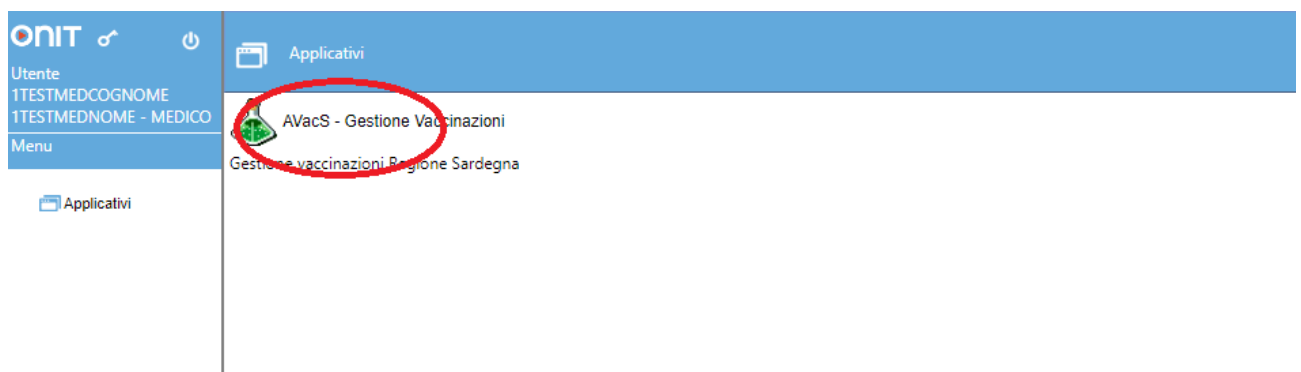 ONIT
Utente
1TESTMEDCOGNOME
1TESTMEDNOME - MEDICO
Menu
Applicativi
Applicativi
AVacS - Gestione Vaccinazioni
Gestione vaccinazioni Regione Sardegna